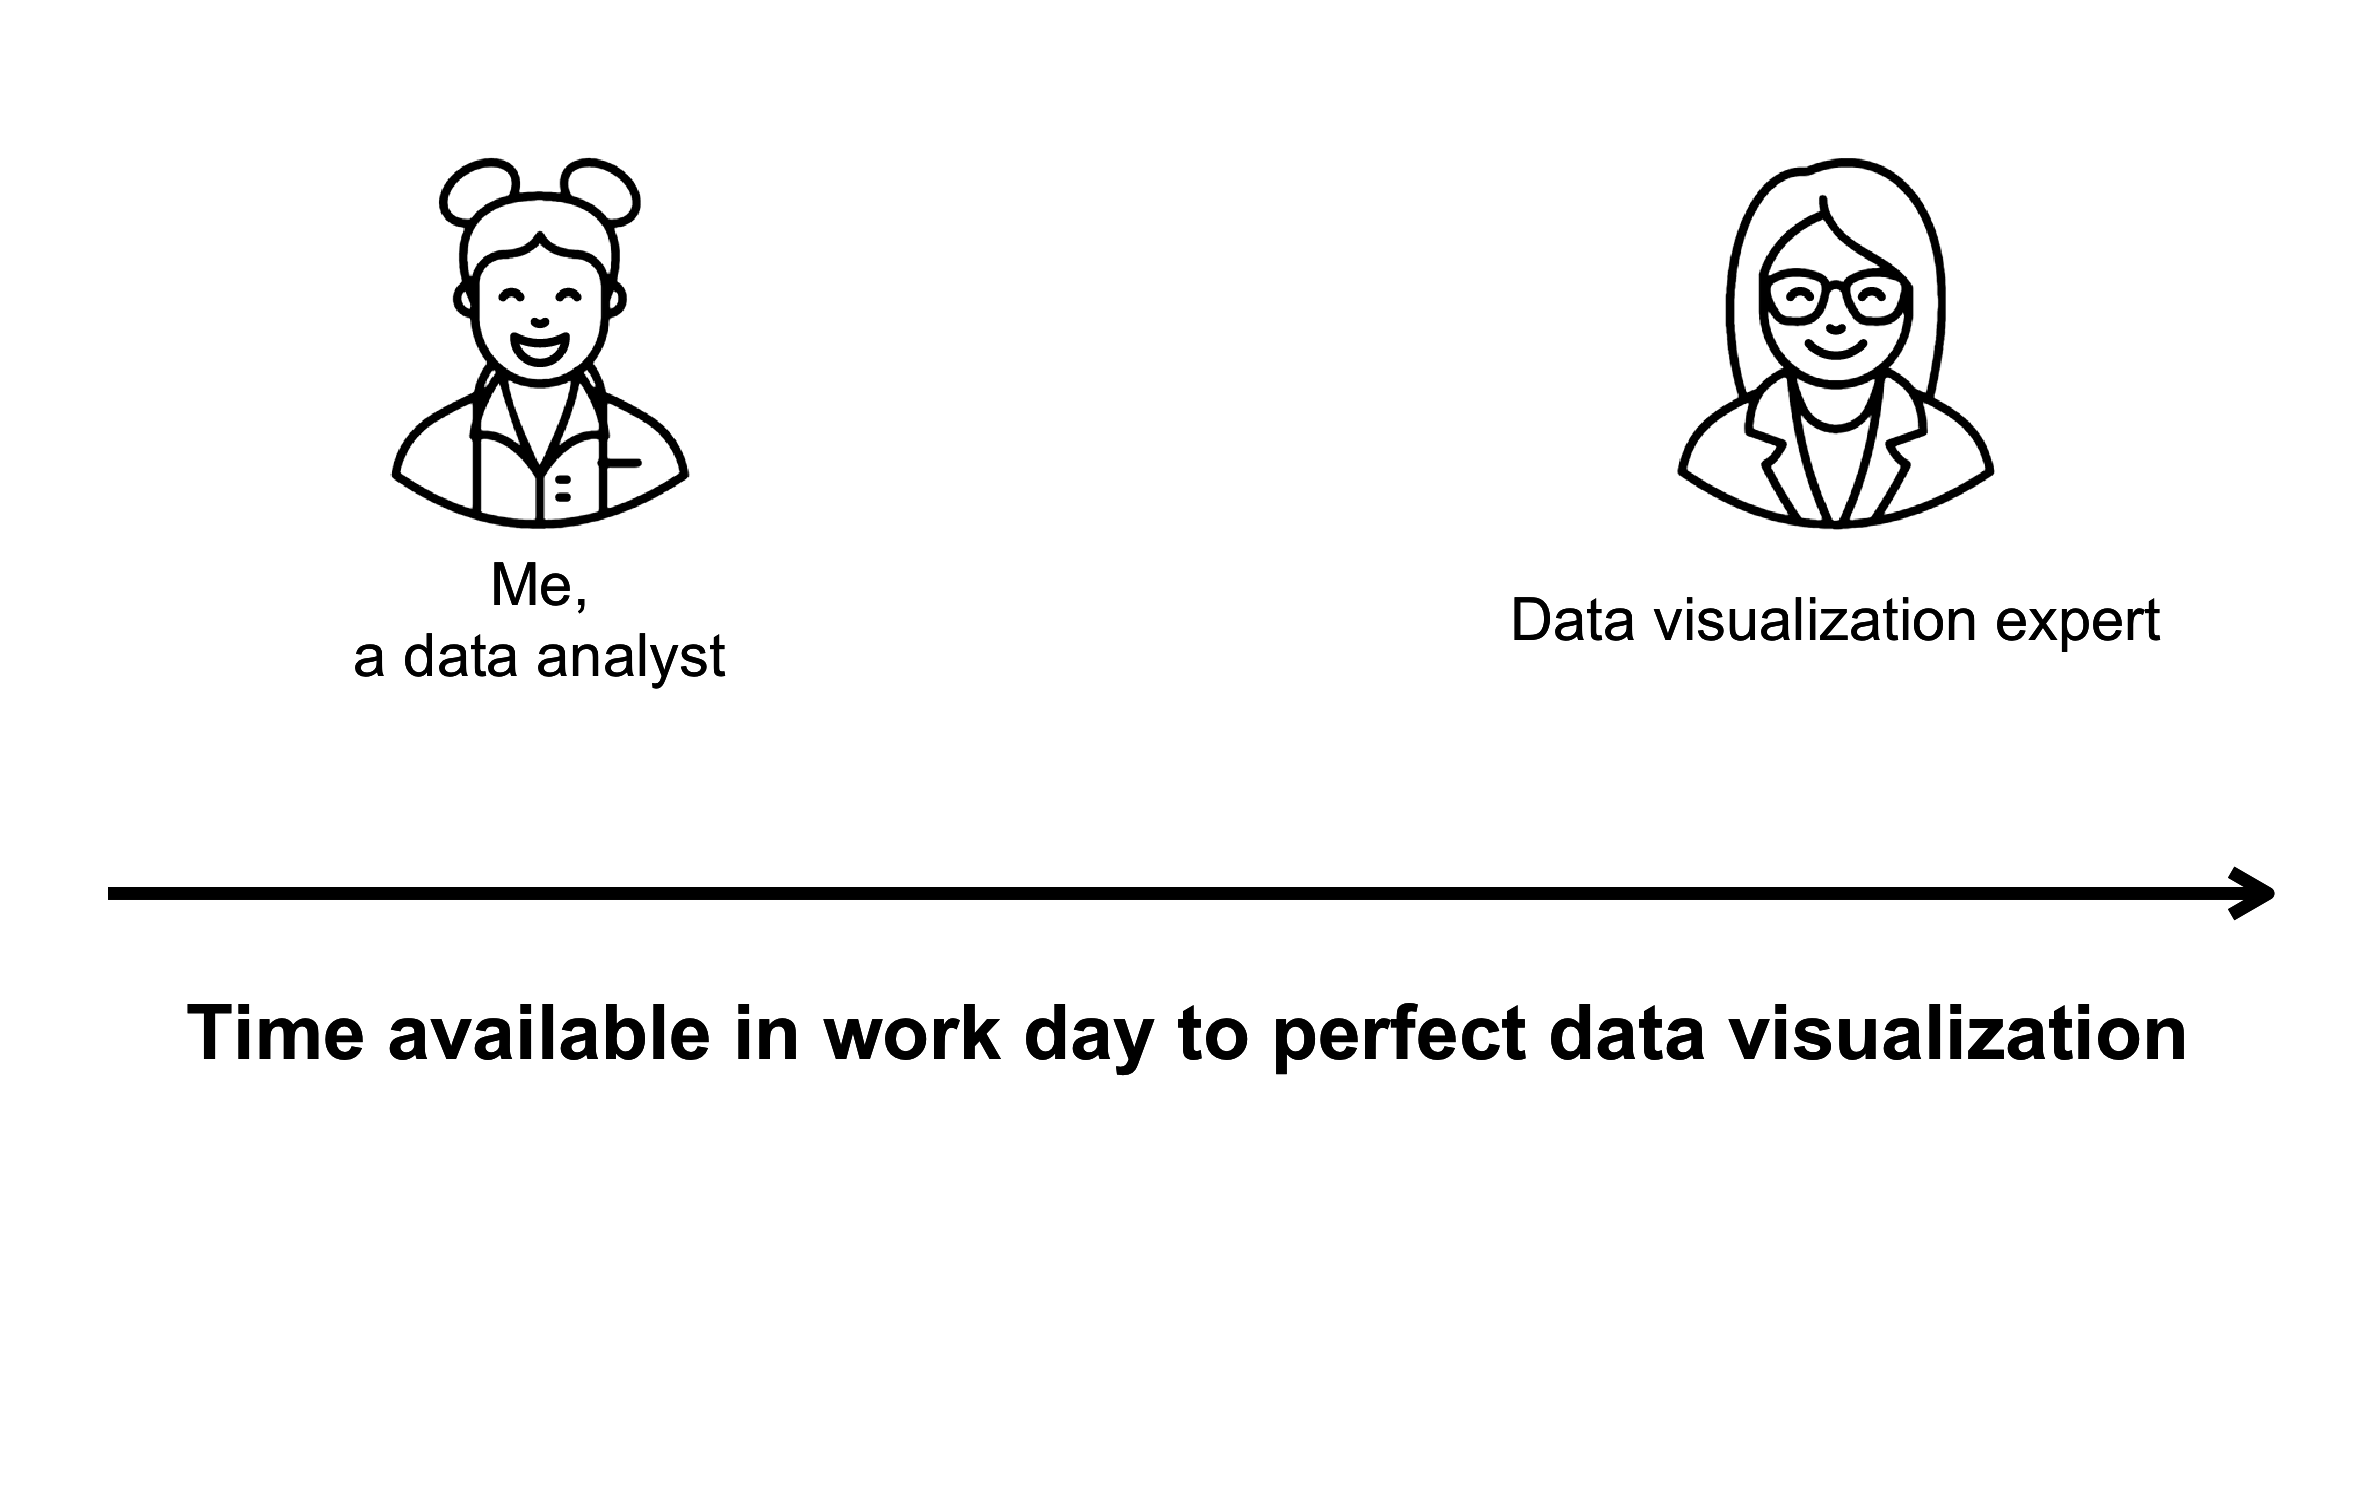 Me,
a data analyst
Data visualization expert
Time available in work day to perfect data visualization